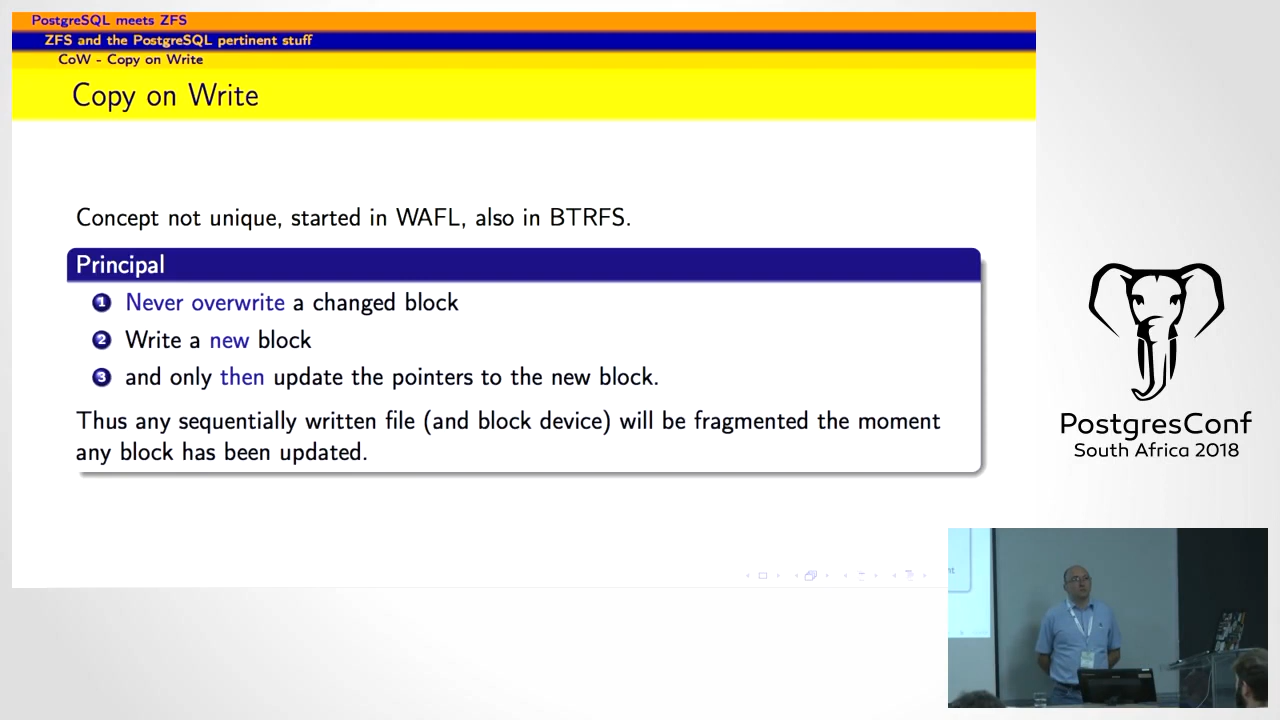 PostgreSQL meets ZFS
ZFS and the PostgreSQL pertinent stuff
CoW - Copy on Write
Copy on Write
Concept not unique, started in WAFL, also in BTRFS.
Principal
1 Never overwrite a changed block
2 Write a new block
3 and only then update the pointers to the new block.
Thus any sequentially written file (and block device) will be fragmented the moment
any block has been updated.
PostgresConf
South Africa 2018